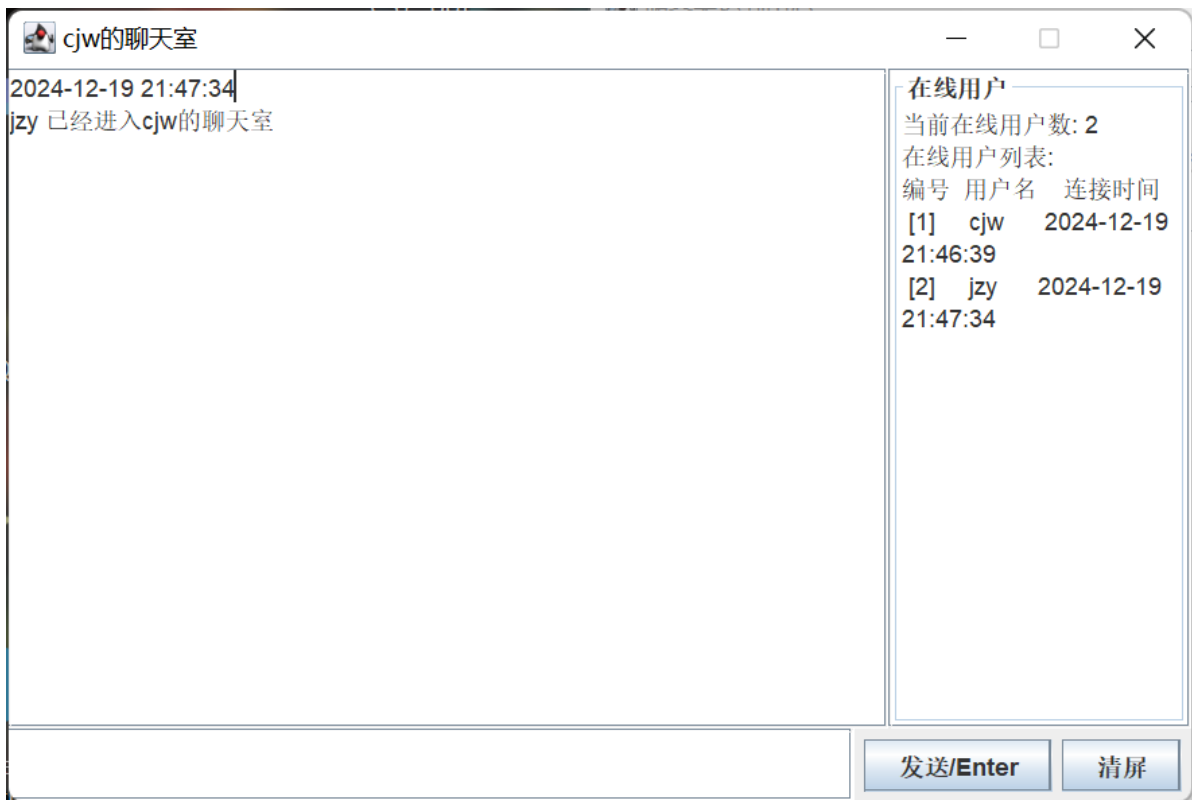 cjw的聊天室
2024-12-19 21:47:34
jzy 已经进入cjw的聊天室
在线用户
当前在线用户数: 2
在线用户列表:
编号 用户名 连接时间
[1] cjw 2024-12-19
21:46:39
[2] jzy 2024-12-19
21:47:34
发送/Enter
清屏